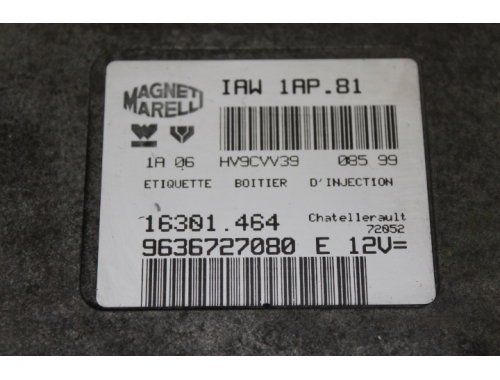 MAGNETI MARELLI
IAW 1AP.81
1A 06 HV9CVV39 085 99
ETIQUETTE BOITIER D'INJECTION
16301.464 Chatellerault
72052
9636727080 E 12V=